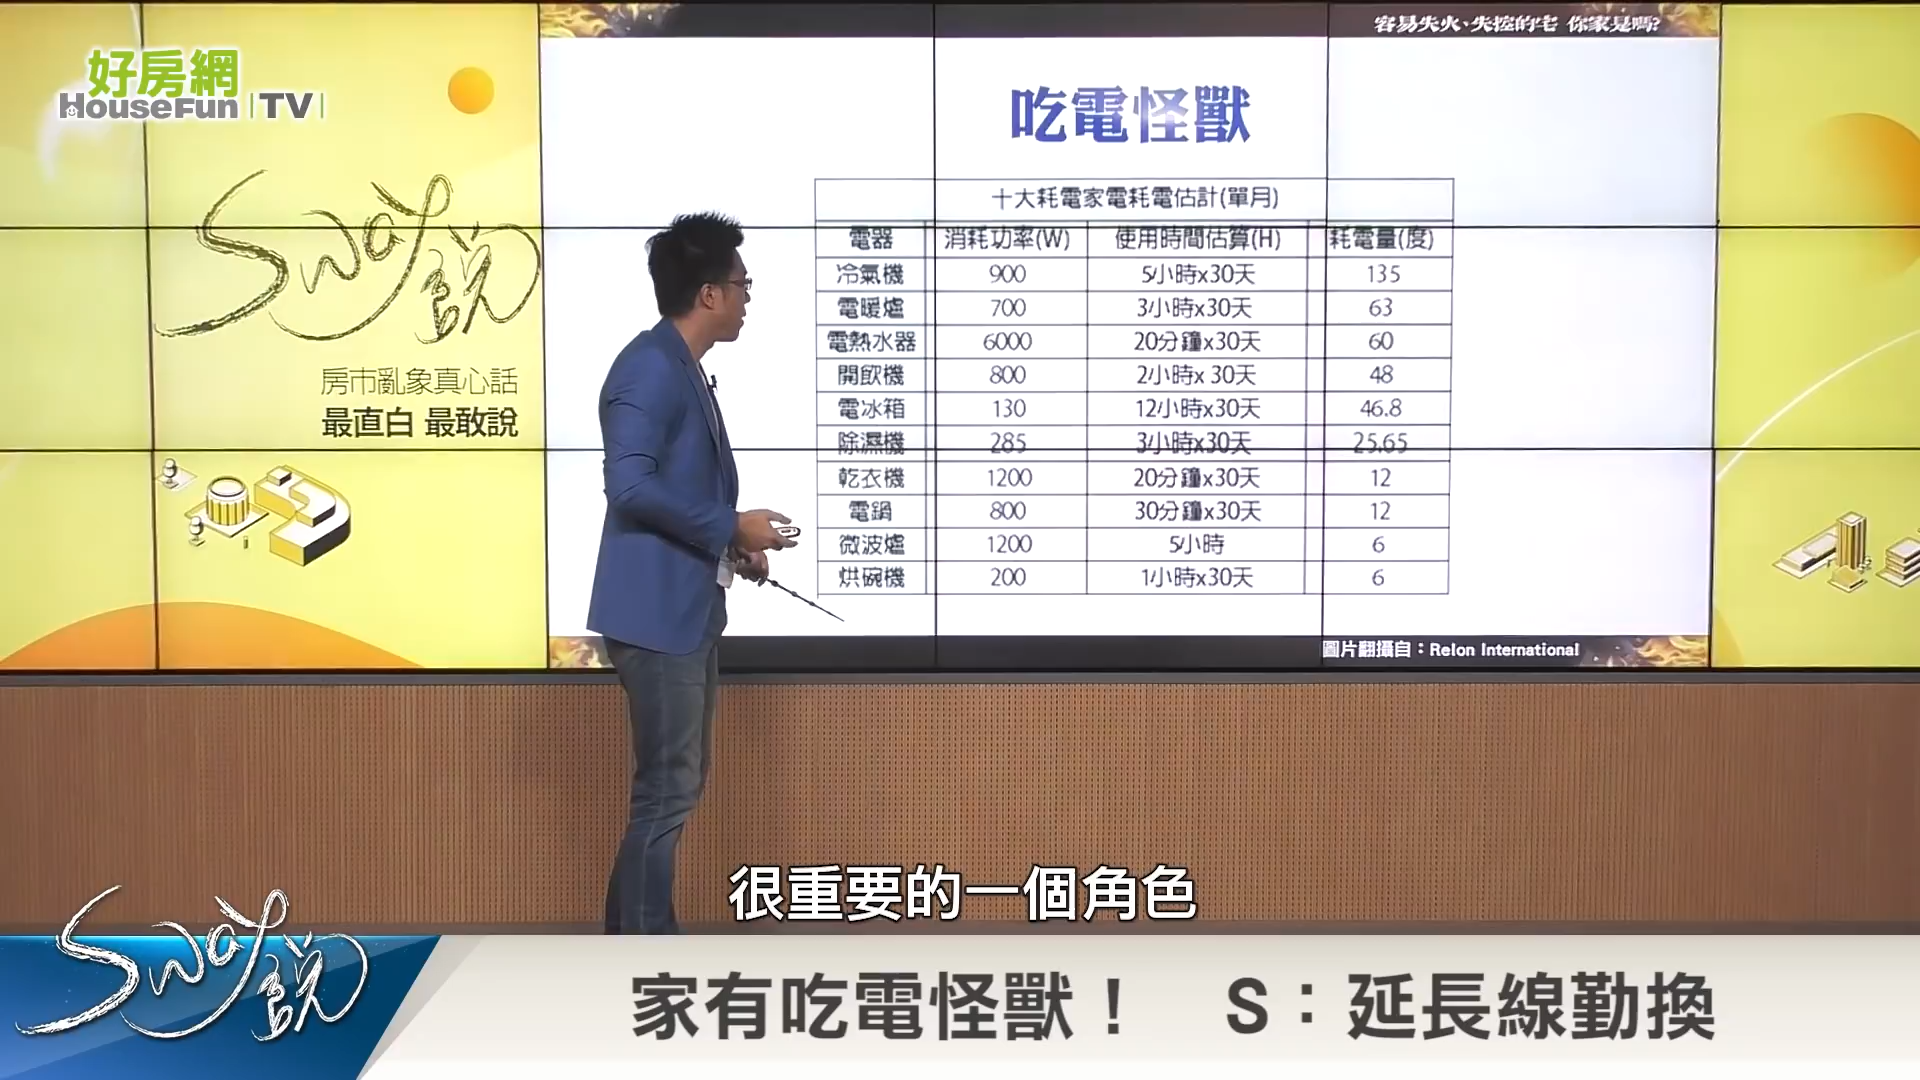 好房網
HouseFun TV
容易失火、失控的宅 你家是嗎?
吃電怪獸
Sway說
房市亂象真心話
最直白 最敢說
十大耗電家電耗電估計(單月)
電器 消耗功率(W) 使用時間估算(H) 耗電量(度)
冷氣機 900 5小時x30天 135
電暖爐 700 3小時x30天 63
電熱水器 6000 20分鐘x30天 60
開飲機 800 2小時x 30天 48
電冰箱 130 12小時x30天 46.8
除濕機 285 3小時x30天 25.65
乾衣機 1200 20分鐘x30天 12
電鍋 800 30分鐘x30天 12
微波爐 1200 5小時 6
烘碗機 200 1小時x30天 6
圖片翻攝自：Relon International
很重要的一個角色
Sway說
家有吃電怪獸！ S：延長線勤換